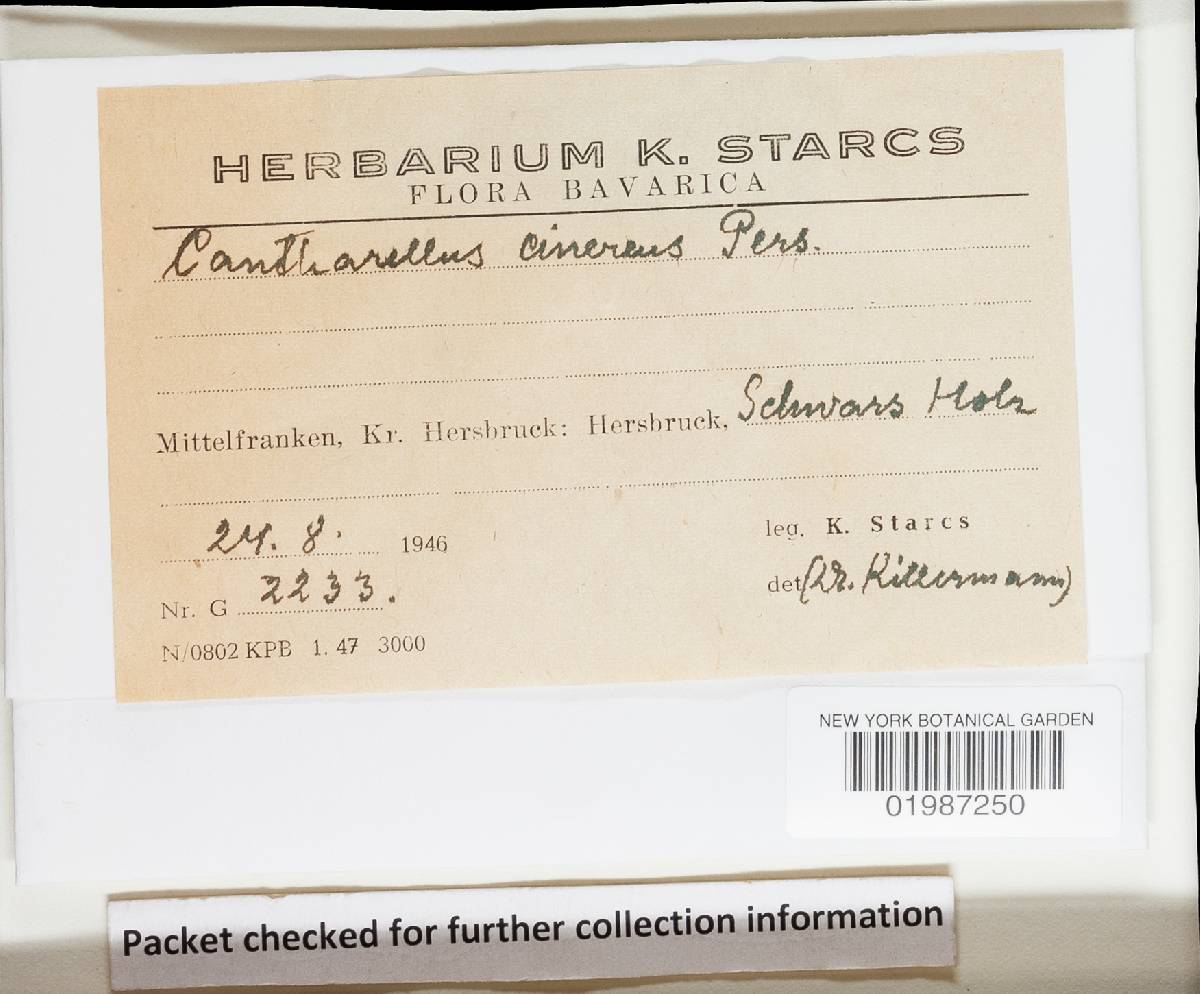 HERBARIUM K. STARCS
FLORA BAVARICA
Cantharellus cinereus Pers.
Mittelfranken, Kr. Hersbruck: Hersbruck, Schwars Holz
24. 8. 1946
leg. K. Starcs
Nr. G 2233.
det (Dr. Killermann)
N/0802 KPB 1. 47 3000
NEW YORK BOTANICAL GARDEN
01987250
Packet checked for further collection information